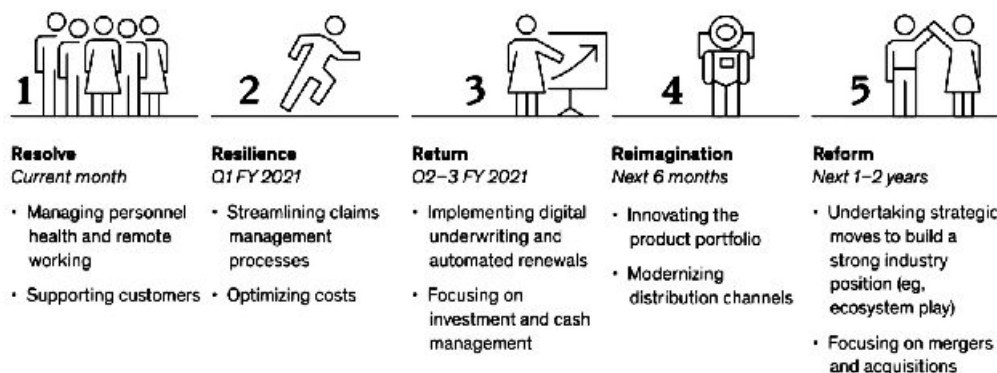 1
2
3
4
5
Resolve
Current month
• Managing personnel
health and remote
working
• Supporting customers
Resilience
Q1 FY 2021
• Streamlining claims
management
processes
• Optimizing costs
Return
Q2–3 FY 2021
• Implementing digital
underwriting and
automated renewals
• Focusing on
investment and cash
management
Reimagination
Next 6 months
• Innovating the
product portfolio
• Modernizing
distribution channels
Reform
Next 1–2 years
• Undertaking strategic
moves to build a
strong industry
position (eg,
ecosystem play)
• Focusing on mergers
and acquisitions